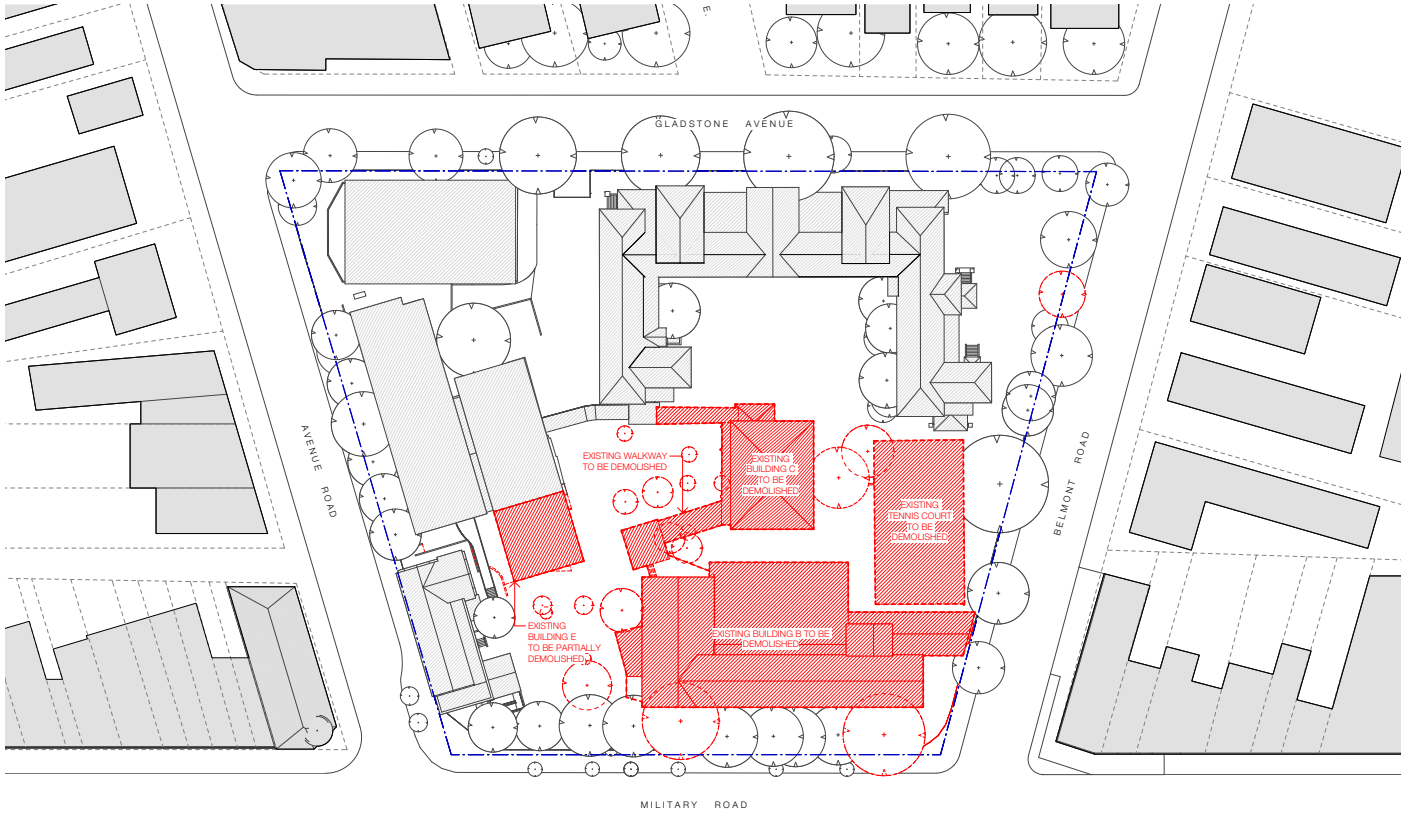 E.
GLADSTONE AVENUE
AVENUE ROAD
BELMONT ROAD
EXISTING WALKWAY
TO BE DEMOLISHED
EXISTING
BUILDING C
TO BE
DEMOLISHED
EXISTING
TENNIS COURT
TO BE
DEMOLISHED
EXISTING
BUILDING E
TO BE PARTIALLY
DEMOLISHED
EXISTING BUILDING B TO BE
DEMOLISHED
MILITARY ROAD